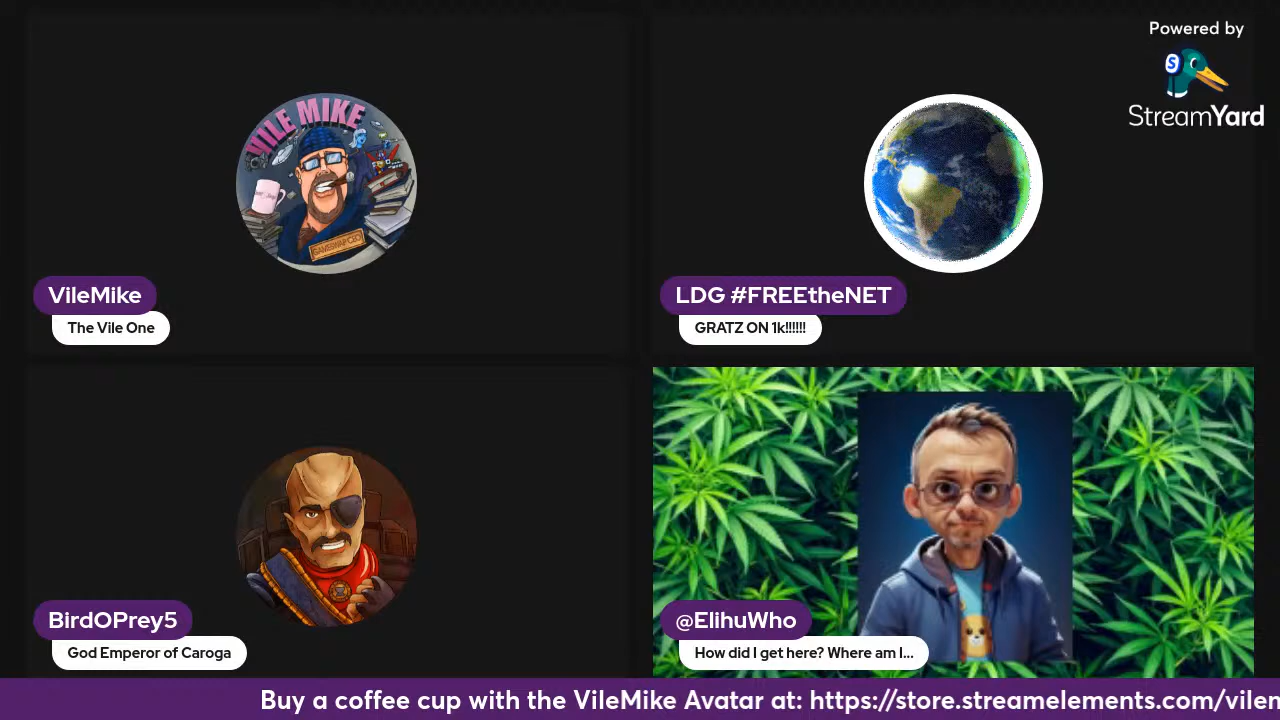 Powered by
S
StreamYard
VILE MIKE
GAMESWAPCIO
VileMike
The Vile One
LDG #FREEtheNET
GRATZ ON 1k!!!!!!
BirdOPrey5
God Emperor of Caroga
@ElihuWho
How did I get here? Where am I...
Buy a coffee cup with the VileMike Avatar at: https://store.streamelements.com/viler